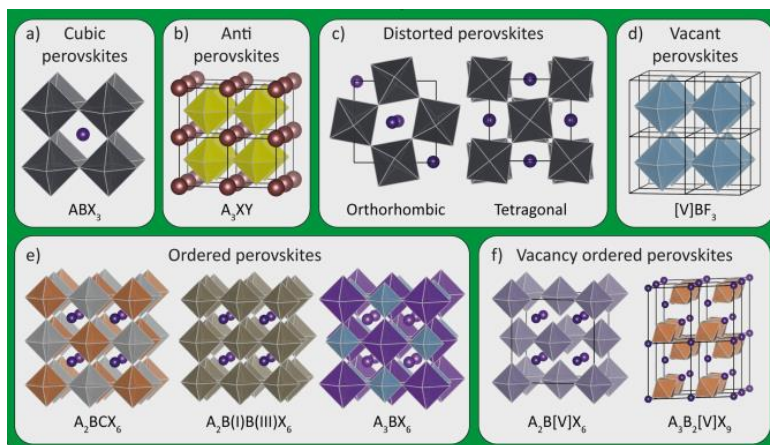 a) Cubic
perovskites
ABX₃
b) Anti
perovskites
A₃XY
c) Distorted perovskites
Orthorhombic
Tetragonal
d) Vacant
perovskites
[V]BF₃
e) Ordered perovskites
A₂BCX₆
A₂B(I)B(III)X₆
A₃BX₆
f) Vacancy ordered perovskites
A₂B[V]X₆
A₃B₂[V]X₉